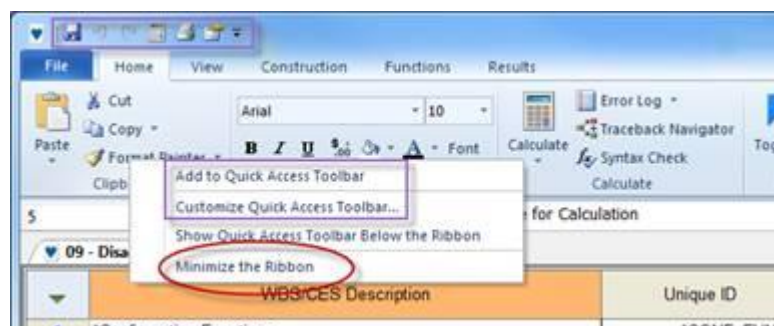 File Home View Construction Functions Results
Cut
Arial 10
Error Log
Copy
Traceback Navigator
Paste
Calculate
Format Painter
B I U A Font
Syntax Check
Calculate
Add to Quick Access Toolbar
Customize Quick Access Toolbar...
5
for Calculation
Show Quick Access Toolbar Below the Ribbon
09 - Disa
Minimize the Ribbon
WBS/CES Description Unique ID